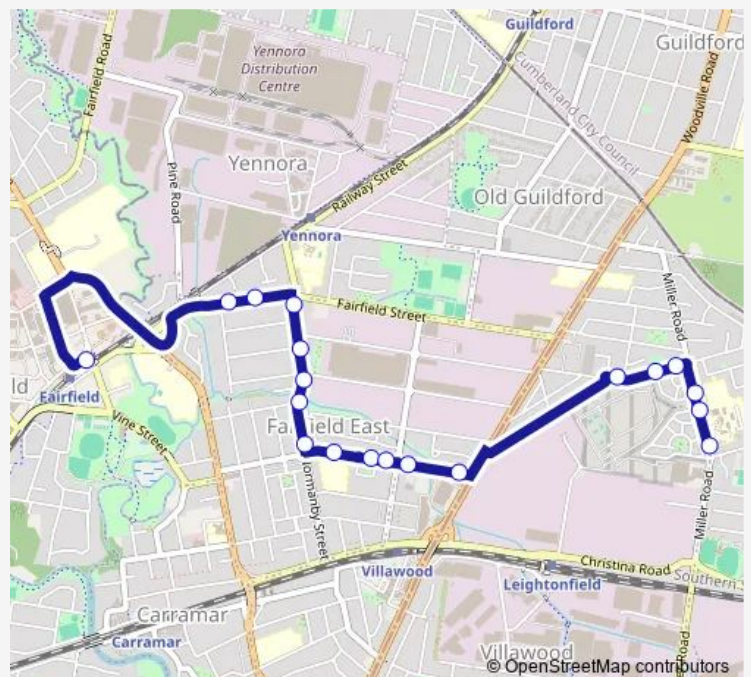 Guildford
Guildford
Yennora
Distribution
Centre
Fairfield Road
Woodville Road
Cumberland City Council
Yennora
Pine Road
Railway Street
Old Guildford
Yennora
Miller Road
Fairfield Street
ld
Fairfield
Vine Street
Fairfield East
Normanby Street
Miller Road
Villawood
Christina Road
Leightonfield
Southern
Carramar
Carramar
Villawood
Road
© OpenStreetMap contributors